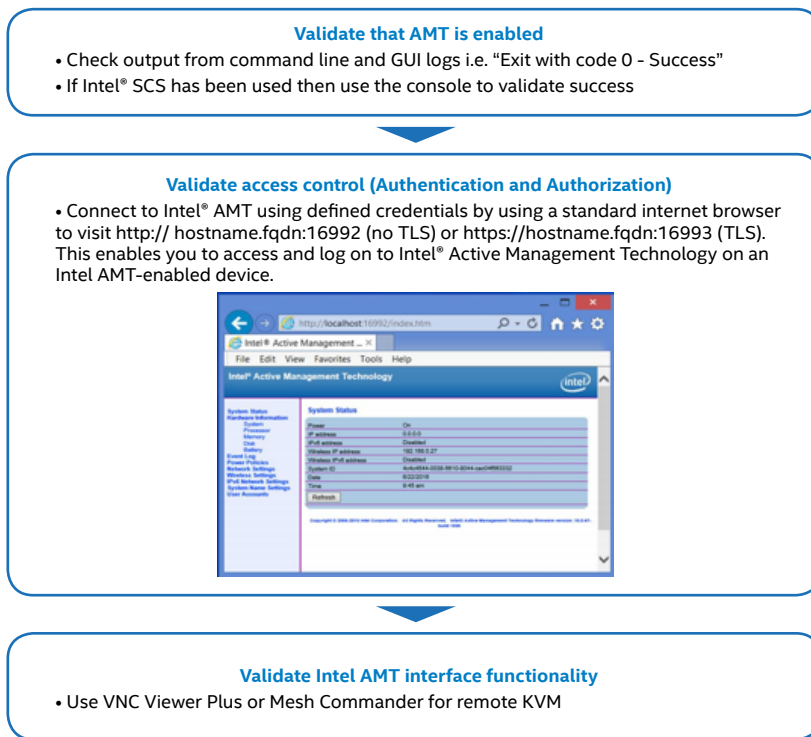 Validate that AMT is enabled
• Check output from command line and GUI logs i.e. “Exit with code 0 - Success”
• If Intel® SCS has been used then use the console to validate success
Validate access control (Authentication and Authorization)
• Connect to Intel® AMT using defined credentials by using a standard internet browser
to visit http:// hostname.fqdn:16992 (no TLS) or https://hostname.fqdn:16993 (TLS).
This enables you to access and log on to Intel® Active Management Technology on an
Intel AMT-enabled device.
http://localhost:16992/index.htm
Intel® Active Management ...
File Edit View Favorites Tools Help
Intel® Active Management Technology
intel
System Status
Hardware Information
System
Processor
Memory
Disk
Battery
Event Log
Power Policies
Network Settings
Wireless Settings
IPv6 Network Settings
System Name Settings
User Accounts
System Status
Power On
IP address 0.0.0.0
IPv6 address Disabled
Wireless IP address 192.168.0.27
Wireless IPv6 address Disabled
System ID
Date 8/22/2016
Time 8:45 am
Refresh
Validate Intel AMT interface functionality
• Use VNC Viewer Plus or Mesh Commander for remote KVM